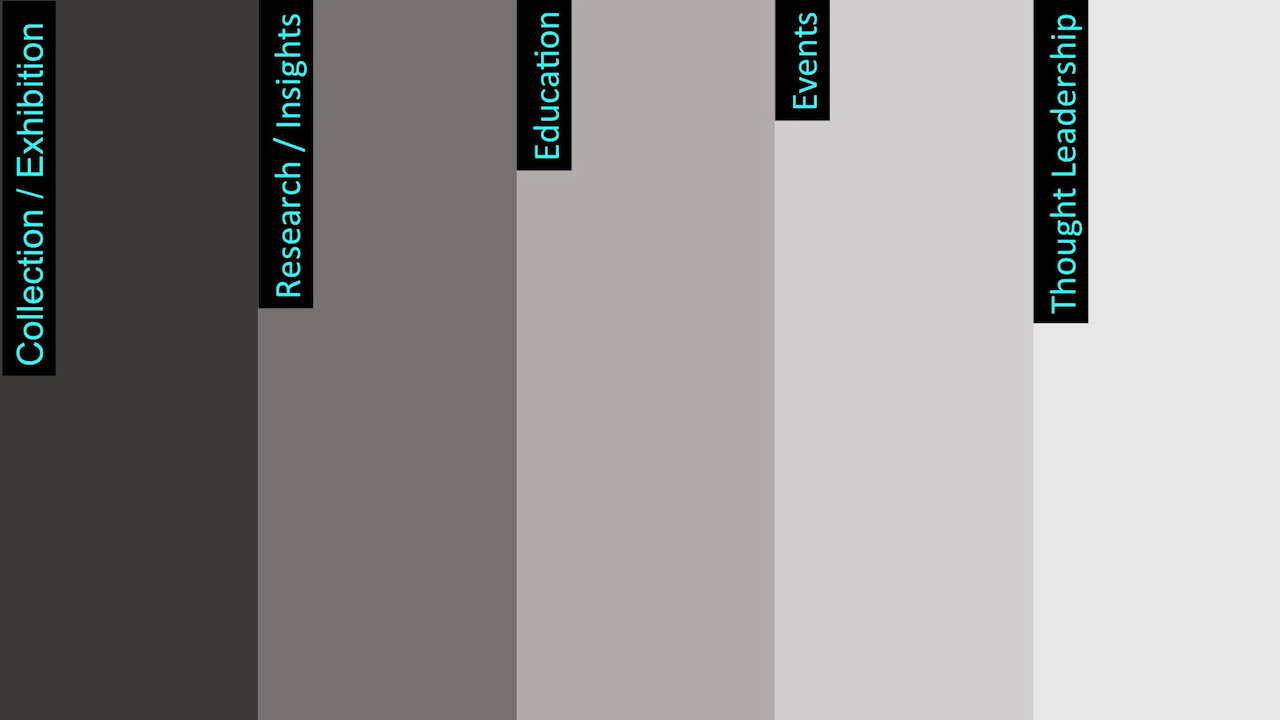 Collection / Exhibition
Research / Insights
Education
Events
Thought Leadership